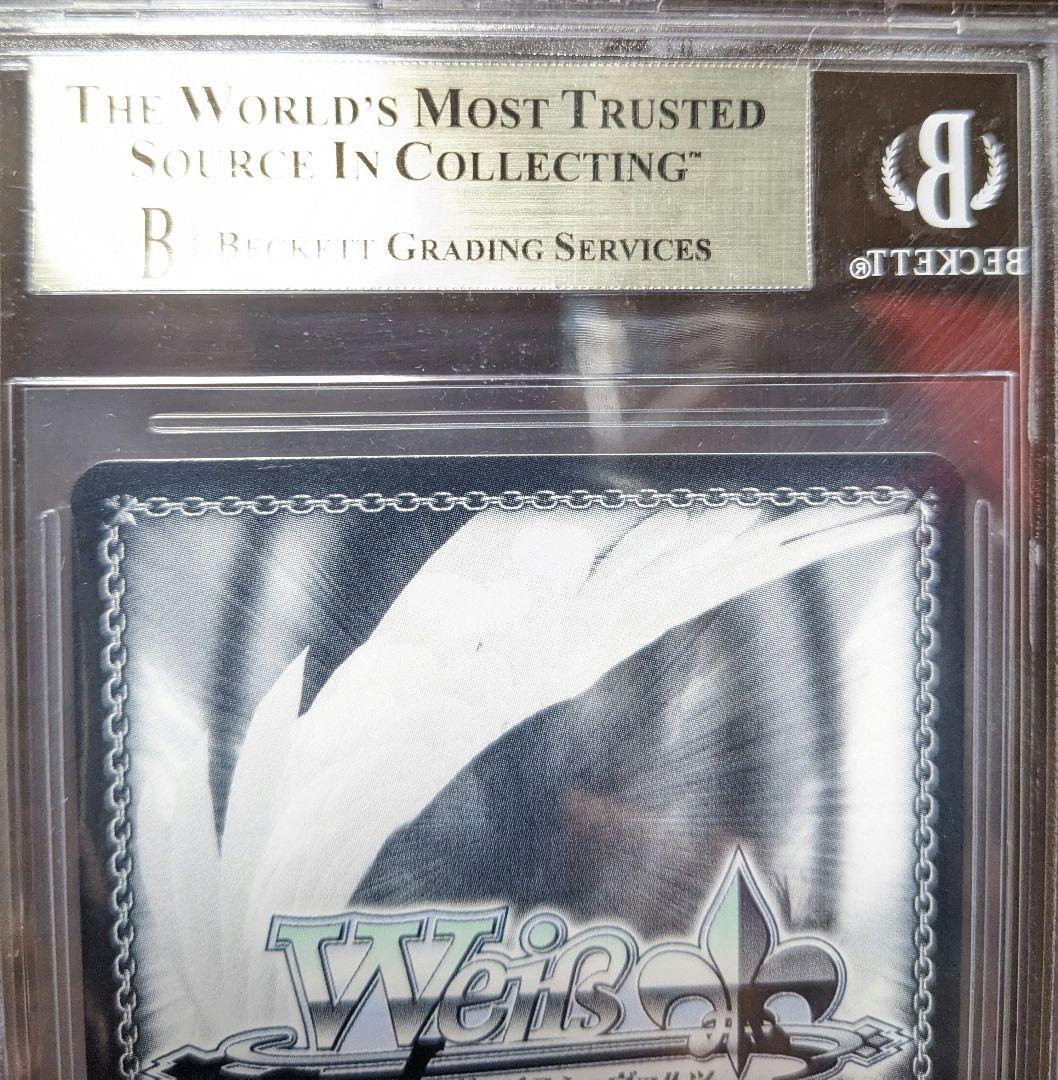 THE WORLD'S MOST TRUSTED
SOURCE IN COLLECTING™
B BECKETT GRADING SERVICES
B
BECKETT®
Weiß